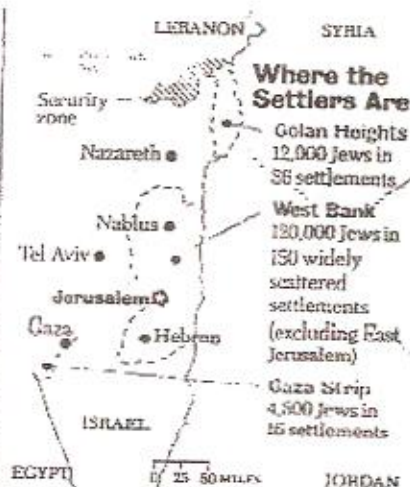 LEBANON
SYRIA
Where the
Settlers Are
Security
zone
Golan Heights
12,000 Jews in
36 settlements
Nazareth
West Bank
120,000 Jews in
150 widely
scattered
settlements
(excluding East
Jerusalem)
Nablus
Tel Aviv
Jerusalem
Gaza
Hebron
Gaza Strip
4,500 Jews in
16 settlements
ISRAEL
EGYPT
0 25 50 MILES
JORDAN